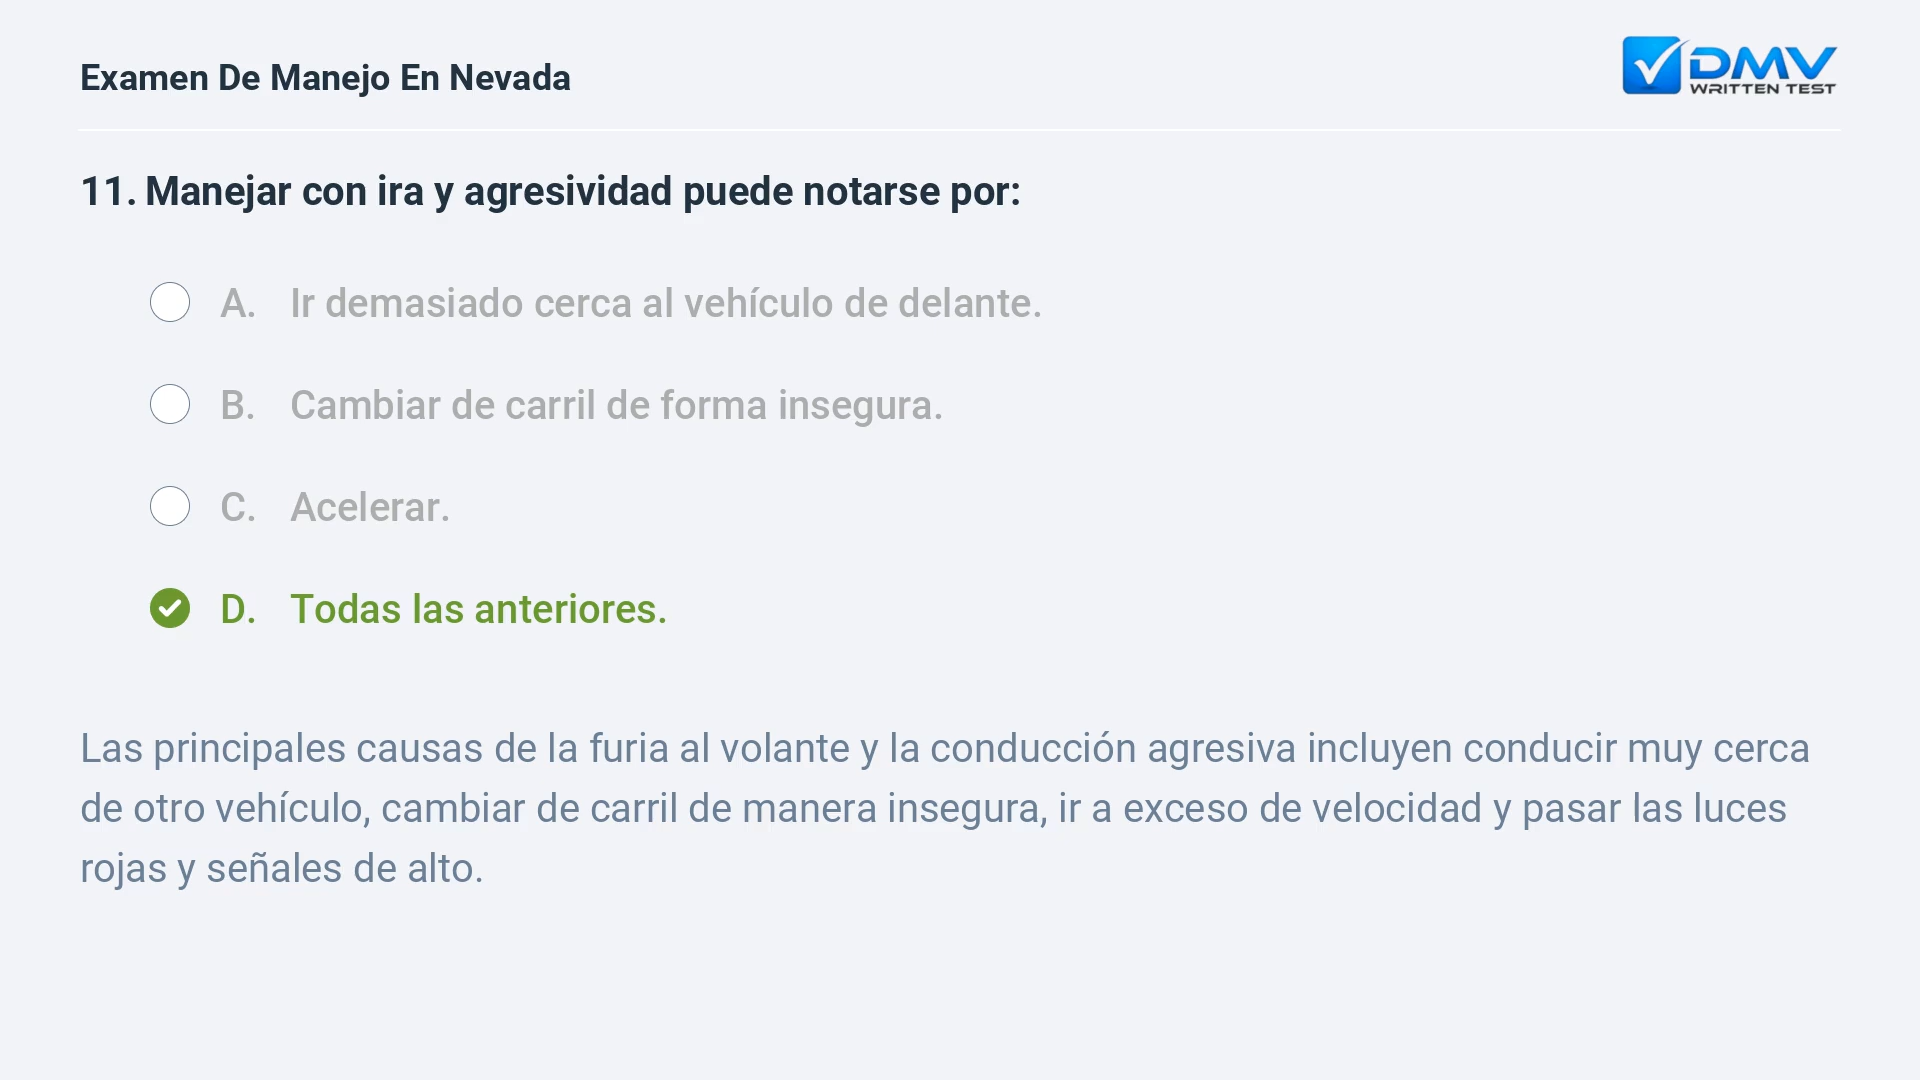 Examen De Manejo En Nevada
DMV
WRITTEN TEST
11. Manejar con ira y agresividad puede notarse por:
A. Ir demasiado cerca al vehículo de delante.
B. Cambiar de carril de forma insegura.
C. Acelerar.
D. Todas las anteriores.
Las principales causas de la furia al volante y la conducción agresiva incluyen conducir muy cerca
de otro vehículo, cambiar de carril de manera insegura, ir a exceso de velocidad y pasar las luces
rojas y señales de alto.